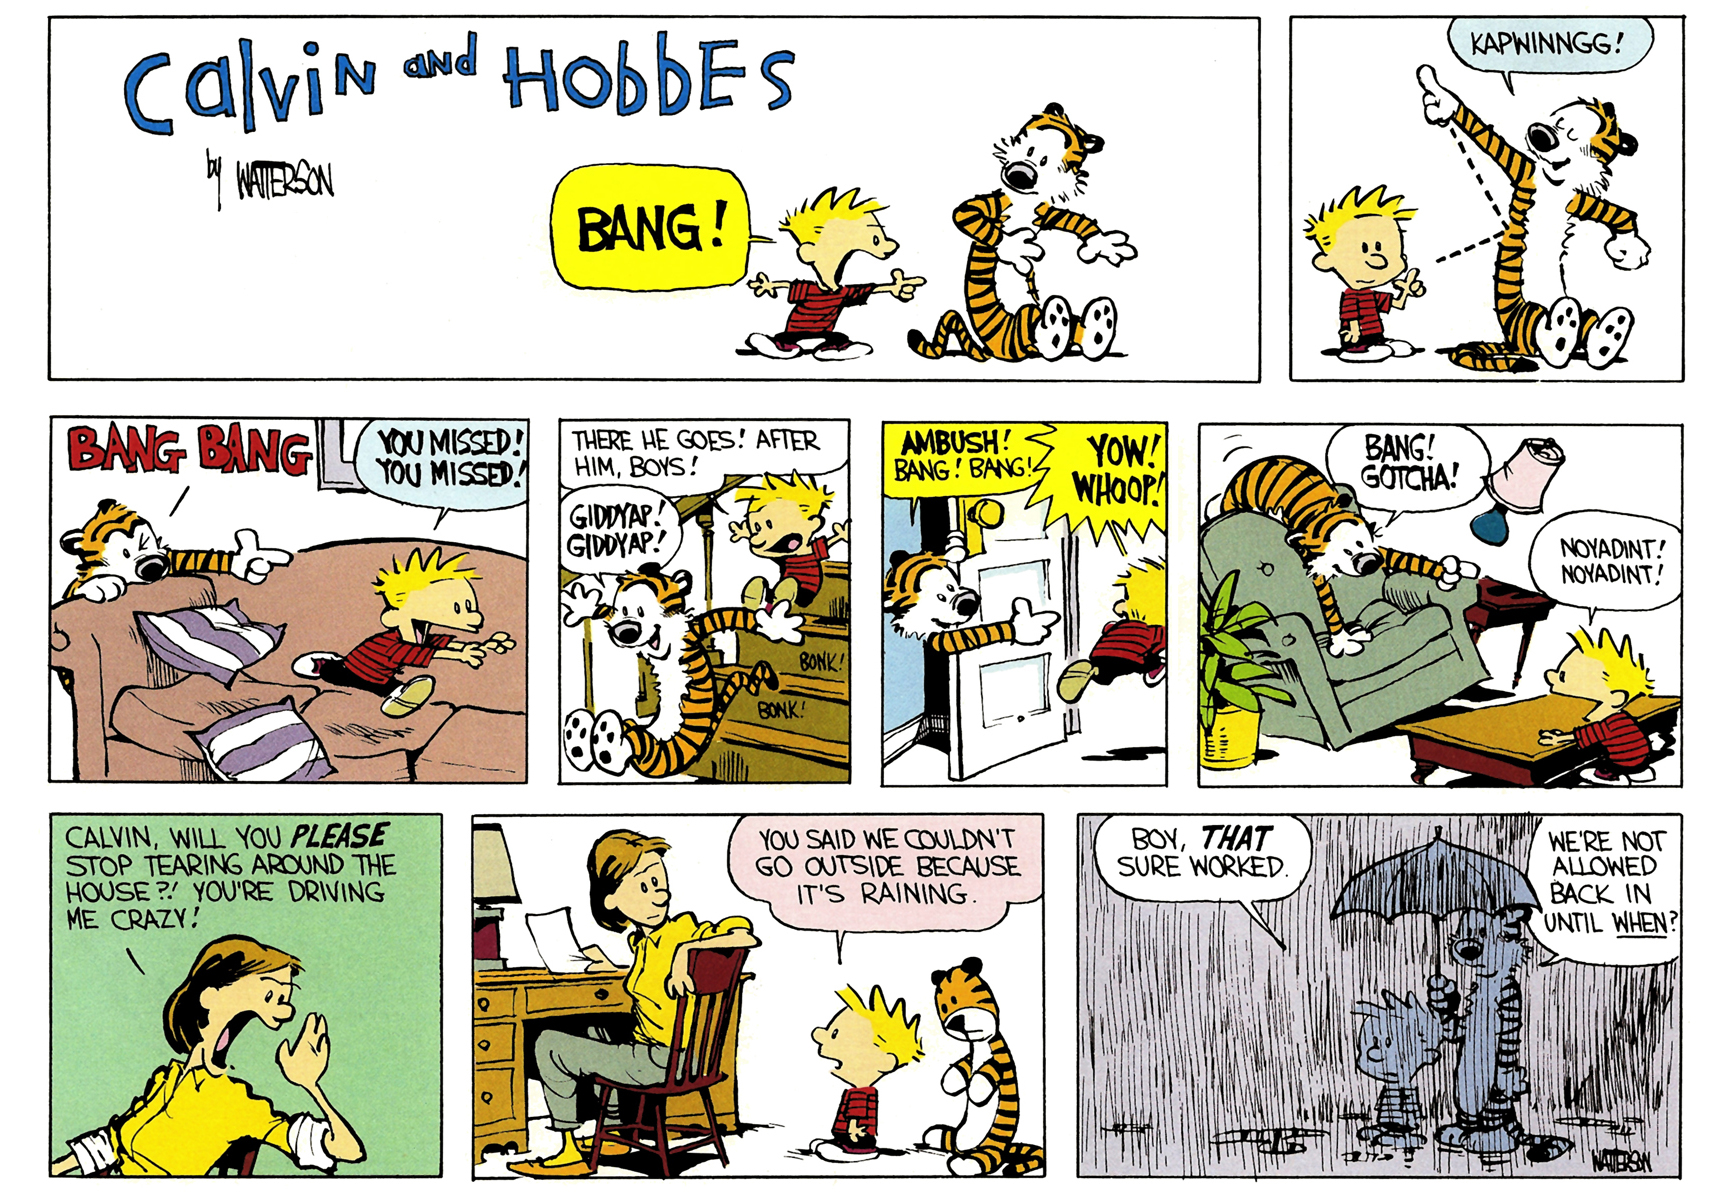 Calvin and Hobbes
by WATTERSON
BANG!
KAPWINNGG!
BANG BANG
YOU MISSED!
YOU MISSED!
THERE HE GOES! AFTER
HIM, BOYS!
GIDDYAP!
GIDDYAP!
BONK!
BONK!
AMBUSH!
BANG! BANG!
YOW!
WHOOP!
BANG!
GOTCHA!
NOYADINT!
NOYADINT!
CALVIN, WILL YOU PLEASE
STOP TEARING AROUND THE
HOUSE?! YOU'RE DRIVING
ME CRAZY!
YOU SAID WE COULDN'T
GO OUTSIDE BECAUSE
IT'S RAINING.
BOY, THAT
SURE WORKED.
WE'RE NOT
ALLOWED
BACK IN
UNTIL WHEN?
WATTERSON